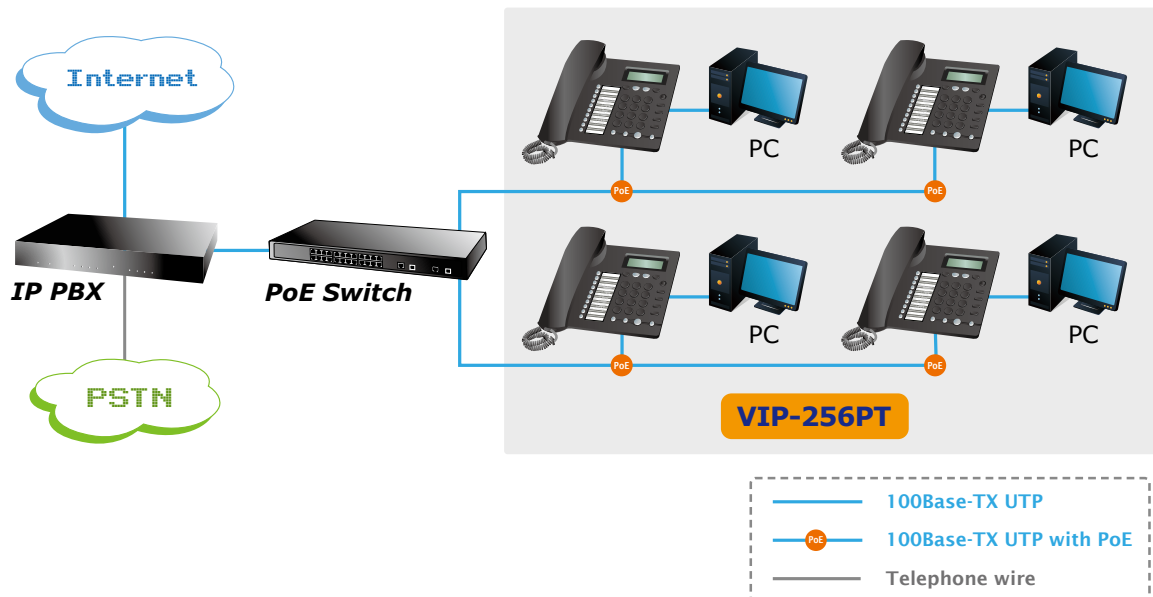 Internet
IP PBX
PoE Switch
PSTN
PC
PC
PoE
PoE
PC
PC
PoE
PoE
VIP-256PT
100Base-TX UTP
PoE
100Base-TX UTP with PoE
Telephone wire